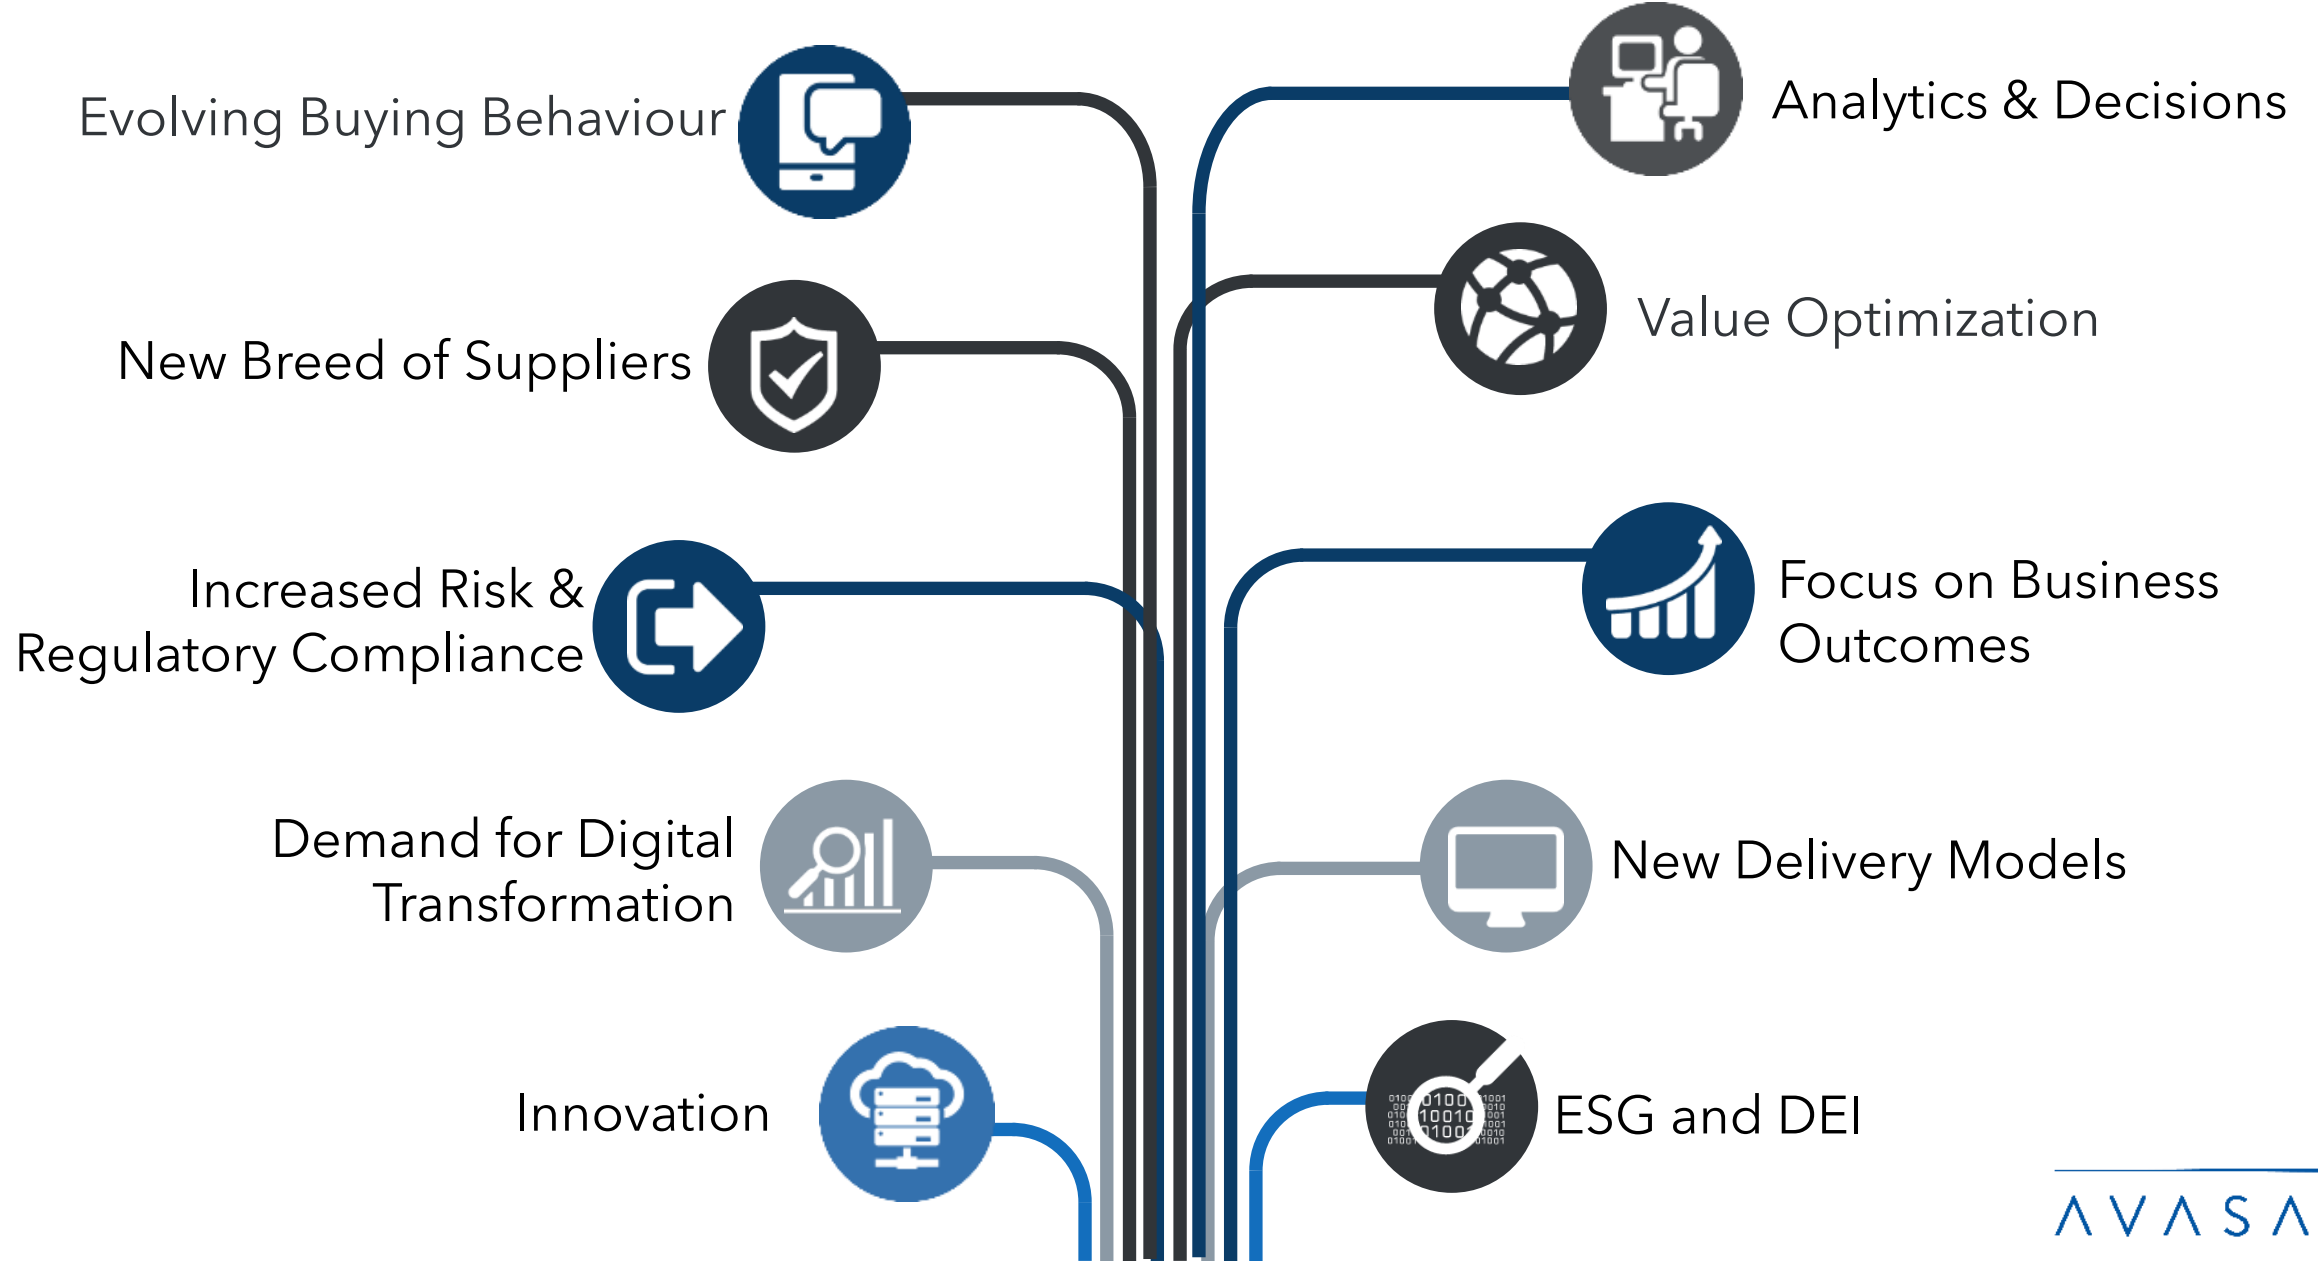 Evolving Buying Behaviour
New Breed of Suppliers
Increased Risk &
Regulatory Compliance
Demand for Digital
Transformation
Innovation
Analytics & Decisions
Value Optimization
Focus on Business
Outcomes
New Delivery Models
ESG and DEI
AVASA